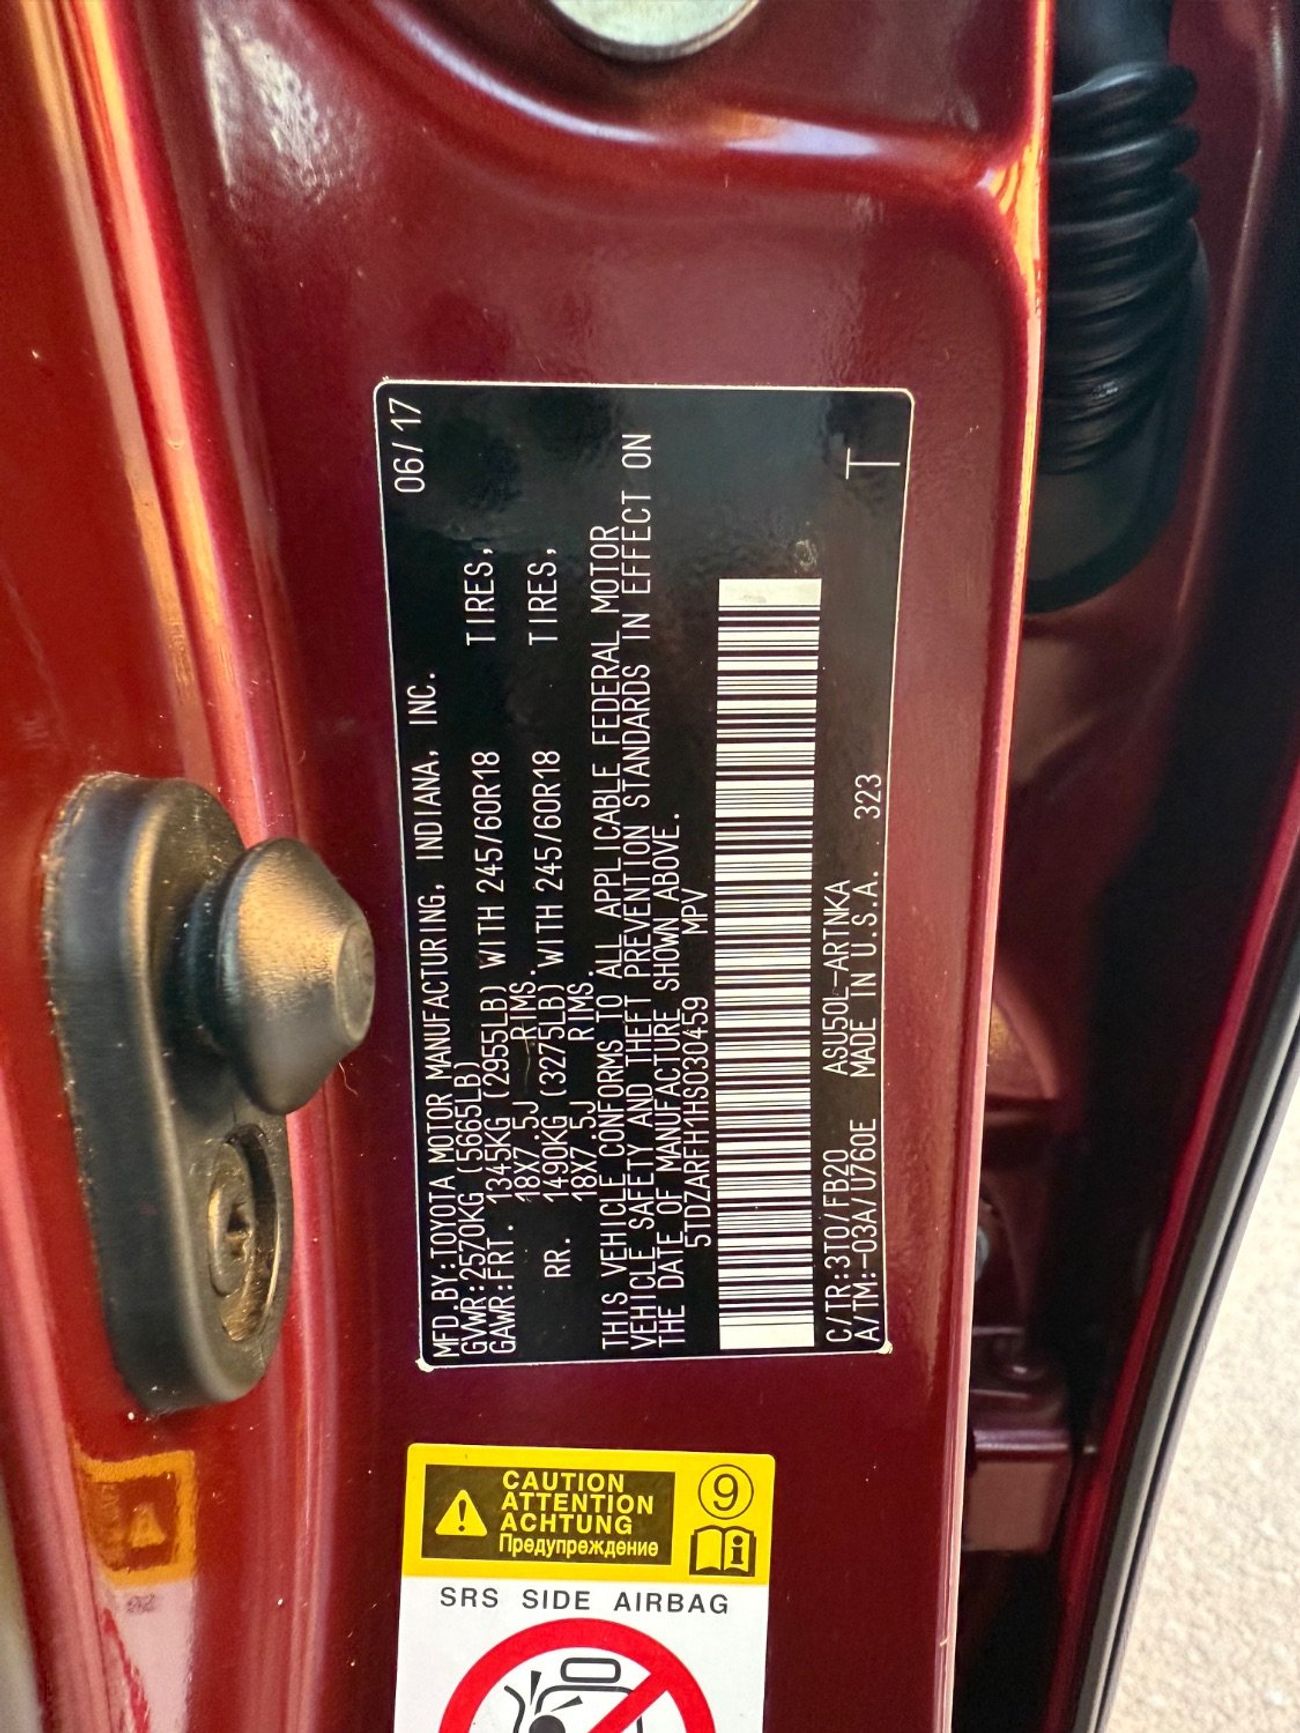 MFD.BY:TOYOTA MOTOR MANUFACTURING, INDIANA, INC. 06/17
GVWR:2570KG(5665LB)
GAWR:FRT. 1345KG (2955LB) WITH 245/60R18 TIRES,
18X7.5J RIMS.
RR. 1490KG (3275LB) WITH 245/60R18 TIRES,
18X7.5J RIMS.
THIS VEHICLE CONFORMS TO ALL APPLICABLE FEDERAL MOTOR
VEHICLE SAFETY AND THEFT PREVENTION STANDARDS IN EFFECT ON
THE DATE OF MANUFACTURE SHOWN ABOVE.
5TDZARFH1HS030459 MPV
C/TR:3T0/FB20 ASU50L-ARTNKA
A/TM:-03A/U760E MADE IN U.S.A. 323
T
CAUTION
ATTENTION
ACHTUNG
Предупреждение
9
SRS SIDE AIRBAG